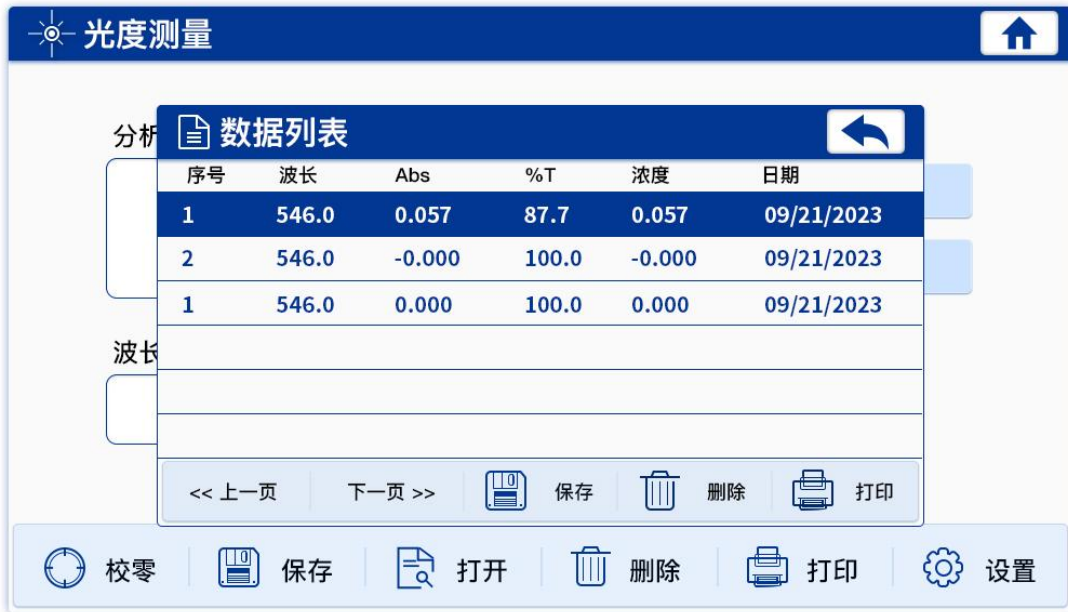 光度测量
分析
数据列表
序号 波长 Abs %T 浓度 日期
1 546.0 0.057 87.7 0.057 09/21/2023
2 546.0 -0.000 100.0 -0.000 09/21/2023
1 546.0 0.000 100.0 0.000 09/21/2023
波长
<< 上一页 下一页 >> 保存 删除 打印
校零 保存 打开 删除 打印 设置